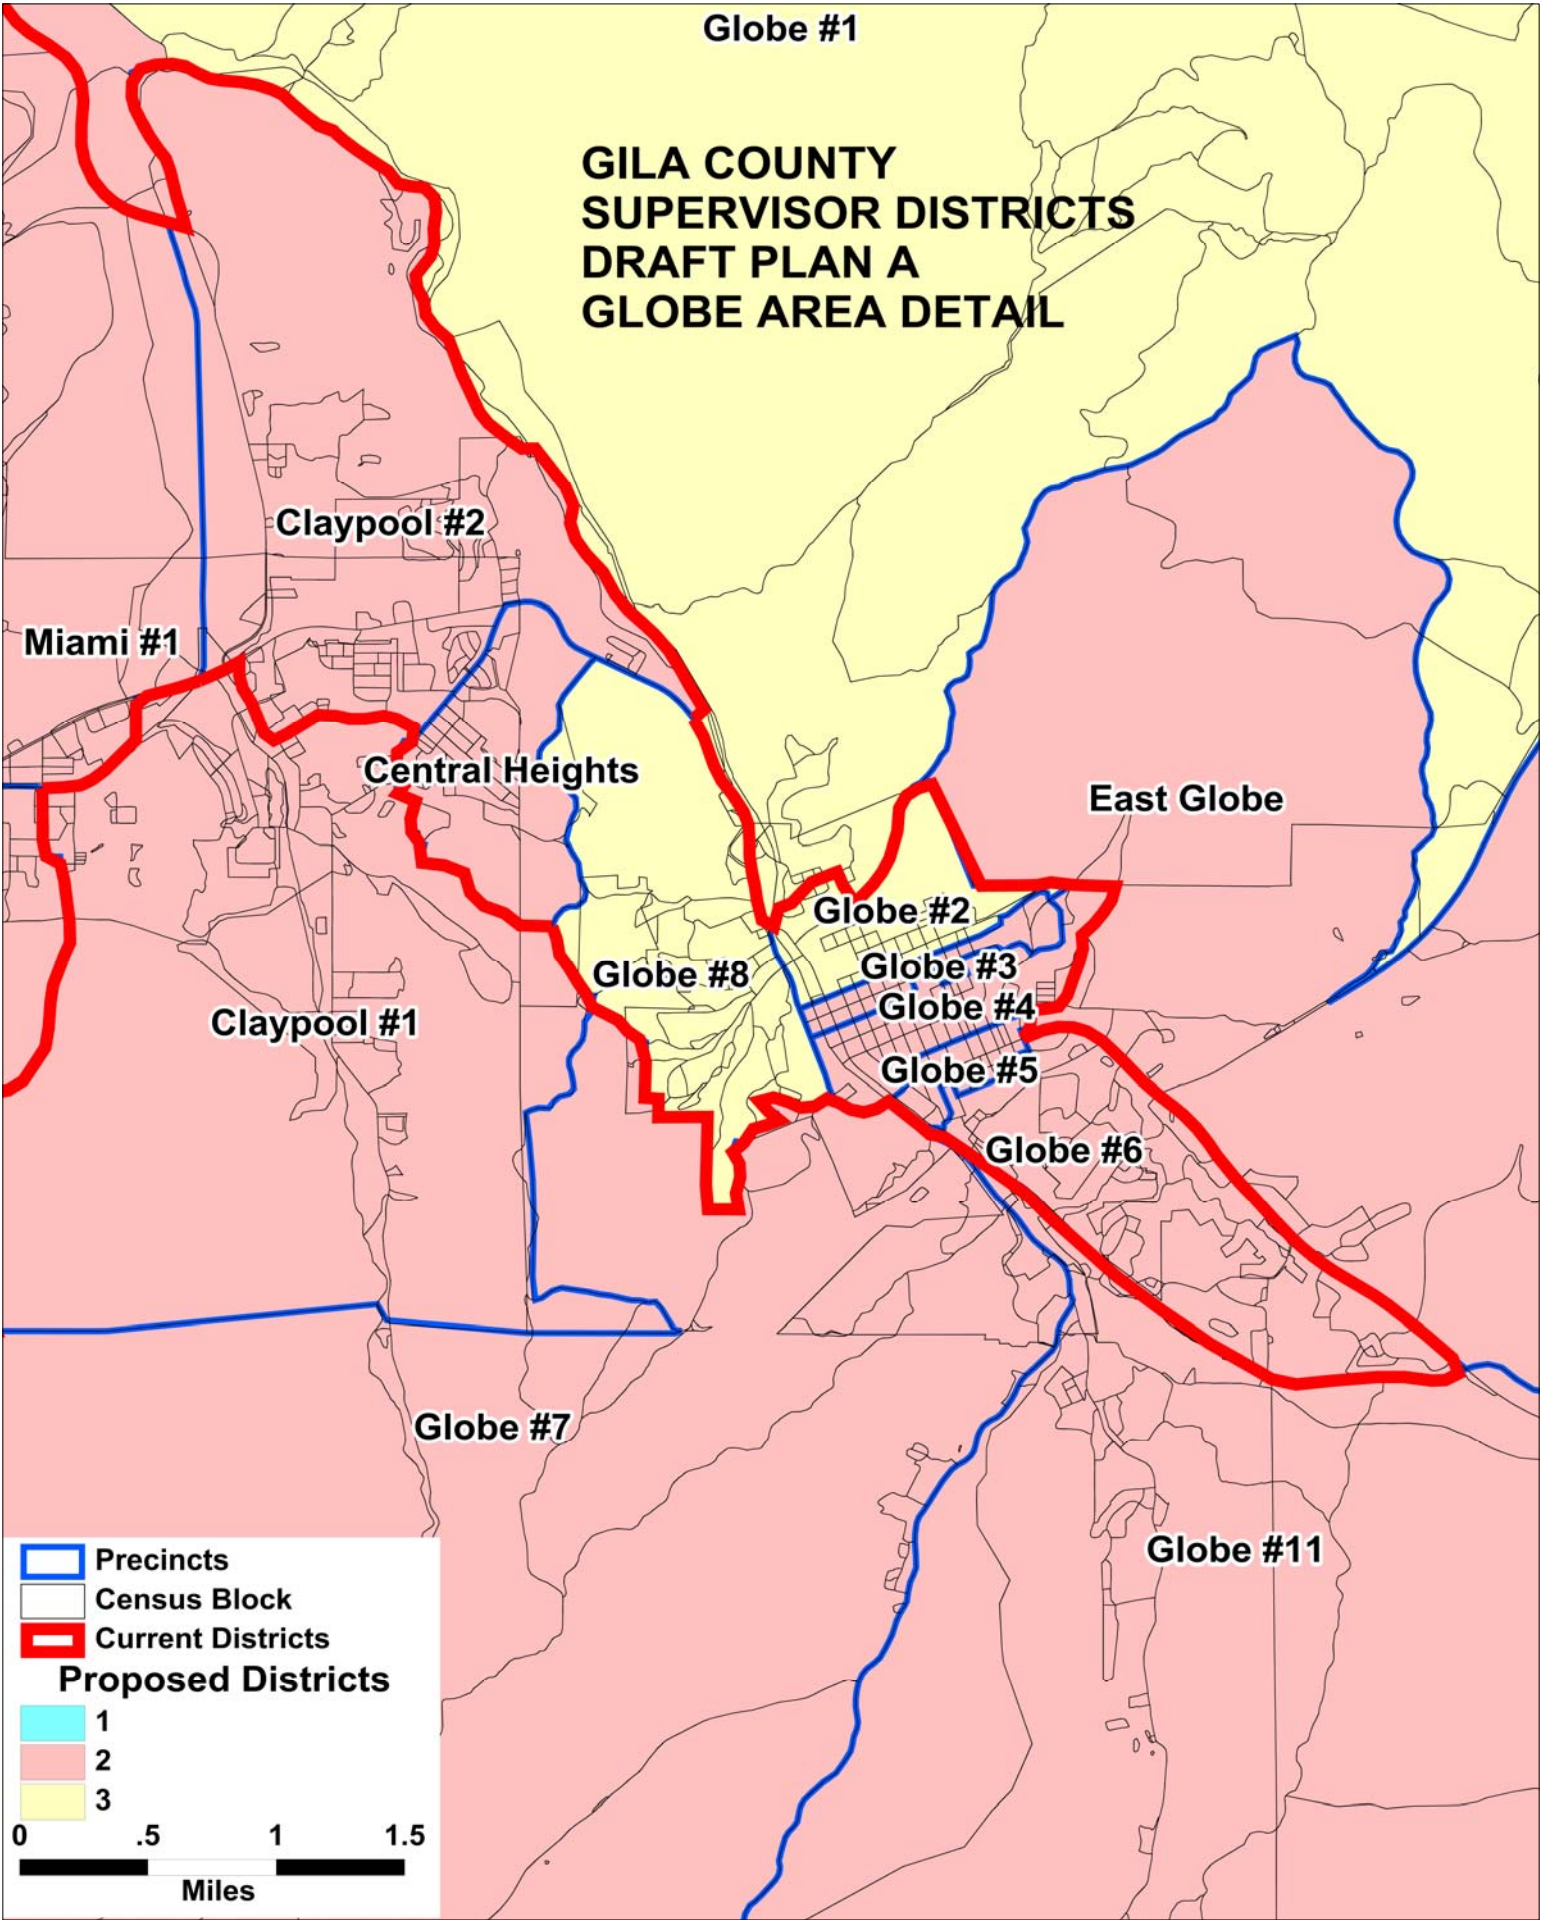 Globe #1
GILA COUNTY
SUPERVISOR DISTRICTS
DRAFT PLAN A
GLOBE AREA DETAIL
Claypool #2
Miami #1
Central Heights
East Globe
Globe #2
Globe #3
Globe #8
Globe #4
Claypool #1
Globe #5
Globe #6
Globe #7
Globe #11
Precincts
Census Block
Current Districts
Proposed Districts
1
2
3
0 .5 1 1.5
Miles